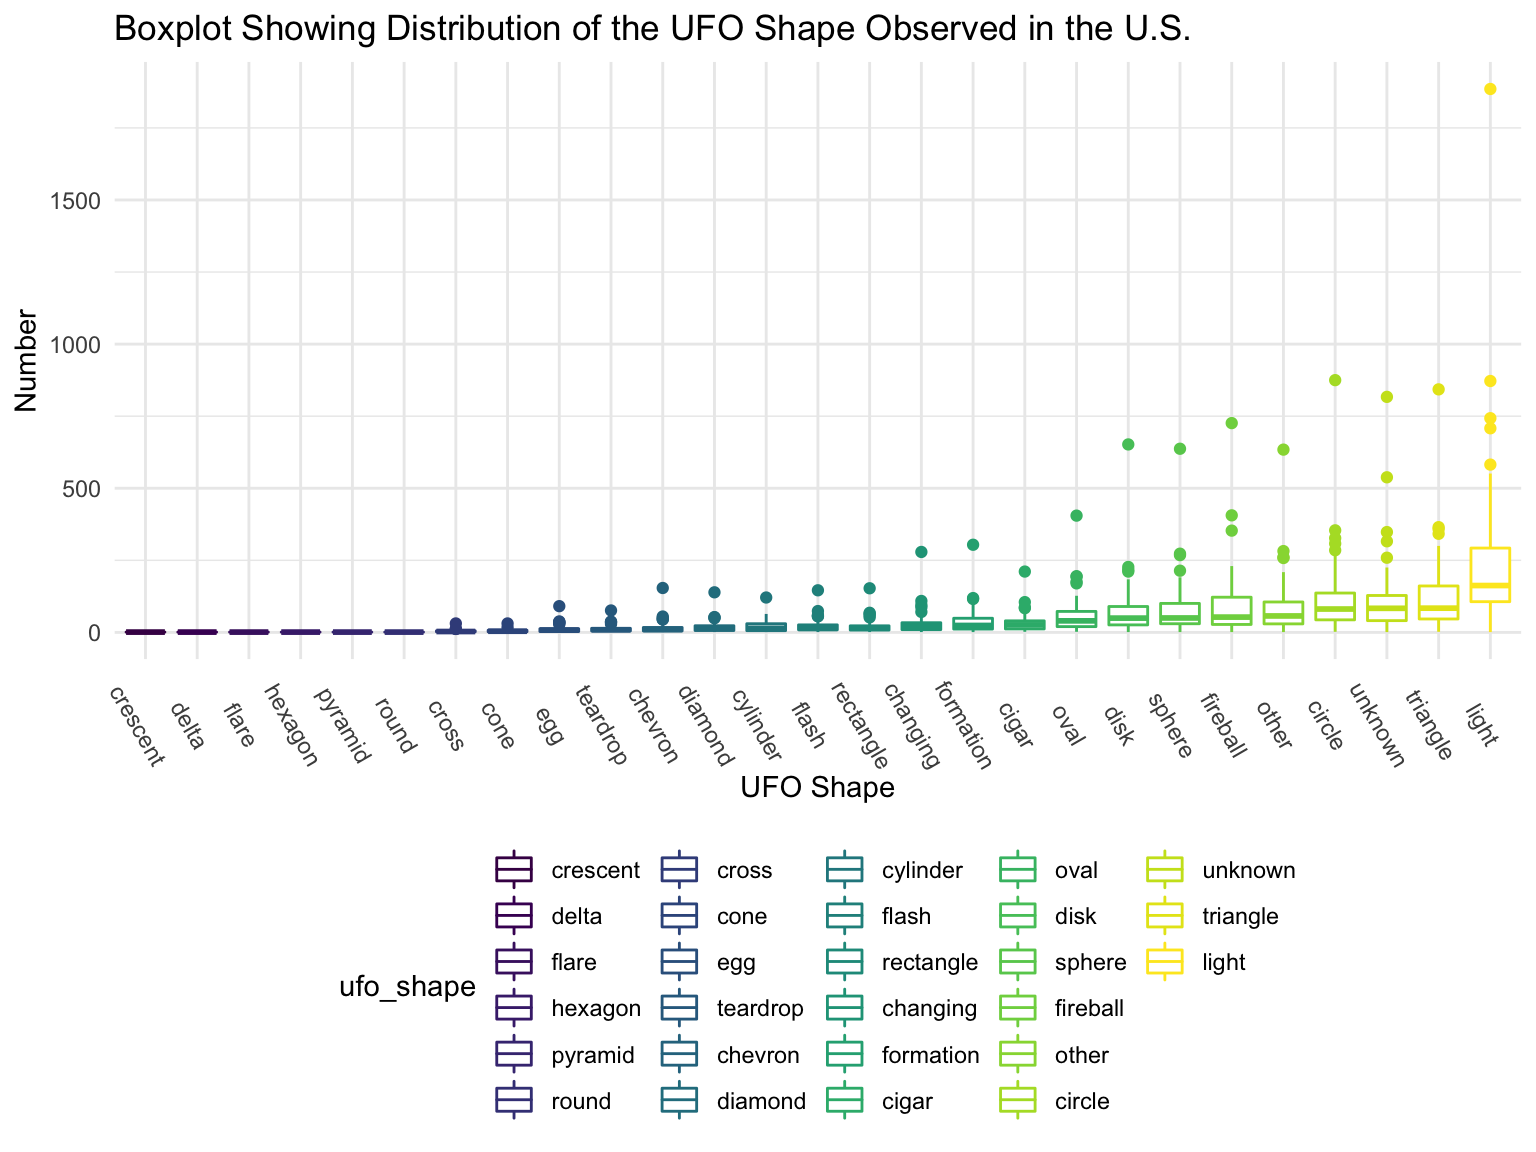 Boxplot Showing Distribution of the UFO Shape Observed in the U.S.
Number
1500
1000
500
0
crescent
delta
flare
hexagon
pyramid
round
cross
cone
egg
teardrop
chevron
diamond
cylinder
flash
rectangle
changing
formation
cigar
oval
disk
sphere
fireball
other
circle
unknown
triangle
light
UFO Shape
ufo_shape
crescent
delta
flare
hexagon
pyramid
round
cross
cone
egg
teardrop
chevron
diamond
cylinder
flash
rectangle
changing
formation
cigar
oval
disk
sphere
fireball
other
circle
unknown
triangle
light